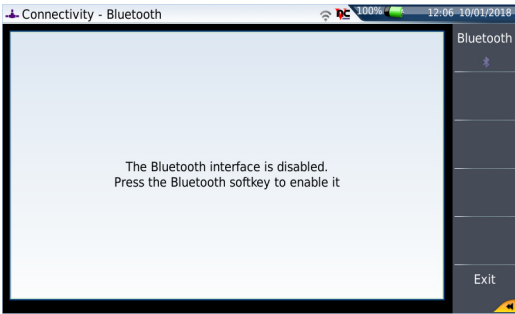 Connectivity - Bluetooth
100%
12:06 10/01/2018
Bluetooth
The Bluetooth interface is disabled.
Press the Bluetooth softkey to enable it
Exit